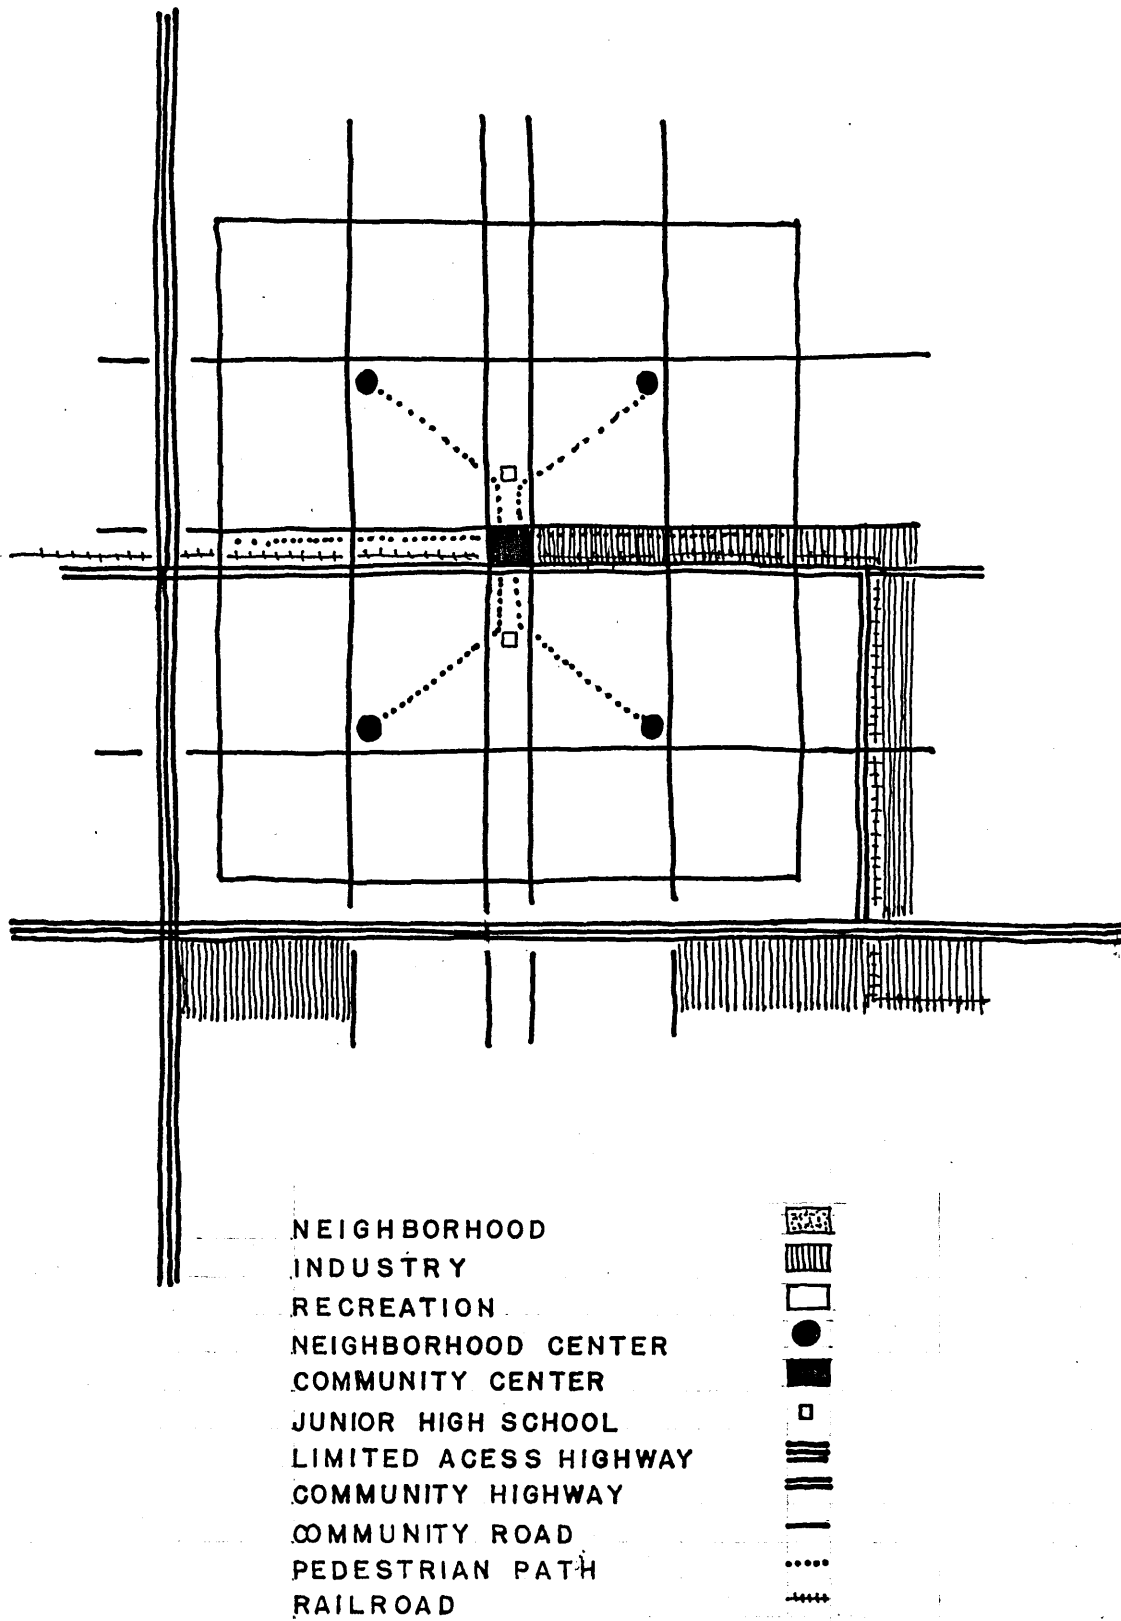 NEIGHBORHOOD
INDUSTRY
RECREATION
NEIGHBORHOOD CENTER
COMMUNITY CENTER
JUNIOR HIGH SCHOOL
LIMITED ACESS HIGHWAY
COMMUNITY HIGHWAY
COMMUNITY ROAD
PEDESTRIAN PATH
RAILROAD